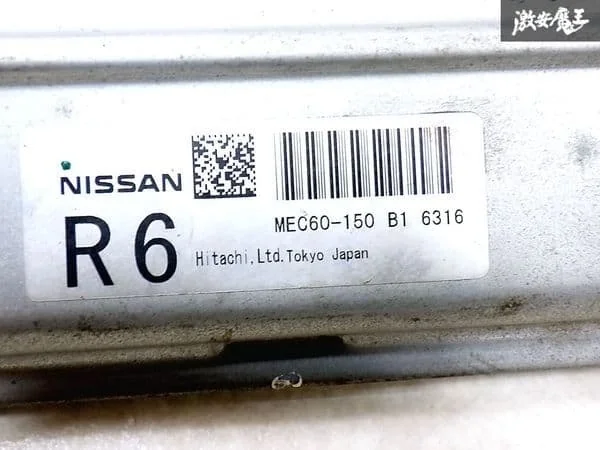 激安魔王
NISSAN
R6
MEC60-150 B1 6316
Hitachi,Ltd.Tokyo Japan